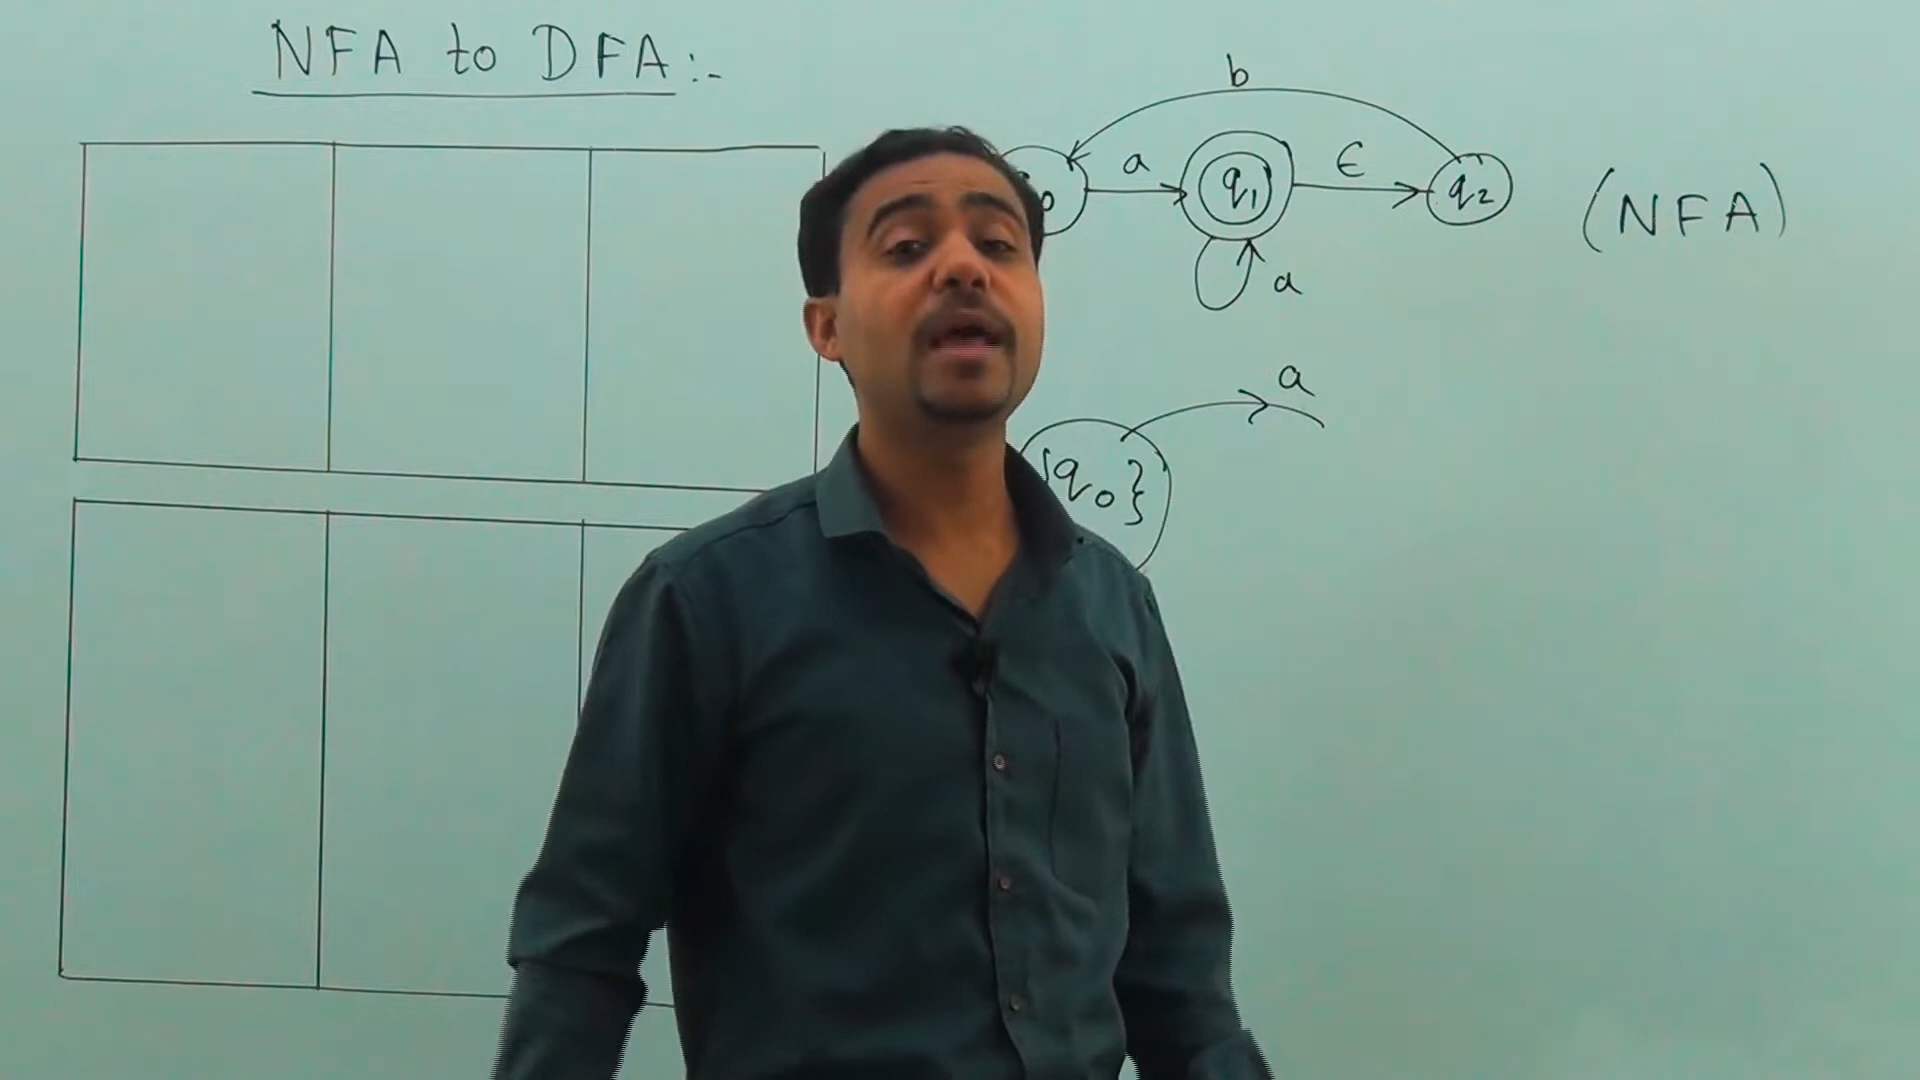 NFA to DFA :-
b
a
q1
ϵ
q2
(NFA)
a
a
{q0}